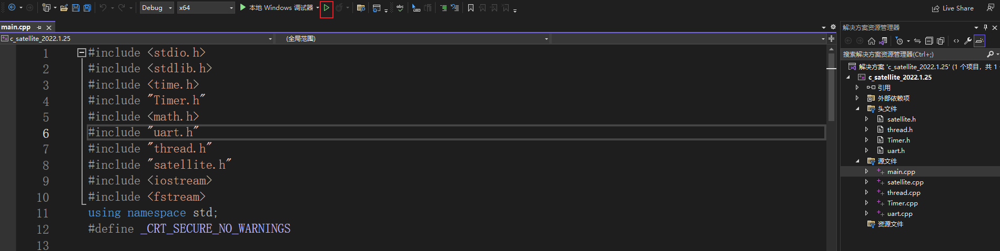 Debug x64 本地 Windows 调试器 abc Live Share
main.cpp
解决方案资源管理器
c_satellite_2022.1.25 (全局范围)
搜索解决方案资源管理器(Ctrl+;)
解决方案 'c_satellite_2022.1.25' (1 个项目，共 1
c_satellite_2022.1.25
引用
外部依赖项
头文件
satellite.h
thread.h
Timer.h
uart.h
源文件
main.cpp
satellite.cpp
thread.cpp
Timer.cpp
uart.cpp
资源文件
1 #include <stdio.h>
2 #include <stdlib.h>
3 #include <time.h>
4 #include "Timer.h"
5 #include <math.h>
6 #include "uart.h"
7 #include "thread.h"
8 #include "satellite.h"
9 #include <iostream>
10 #include <fstream>
11 using namespace std;
12 #define _CRT_SECURE_NO_WARNINGS
13